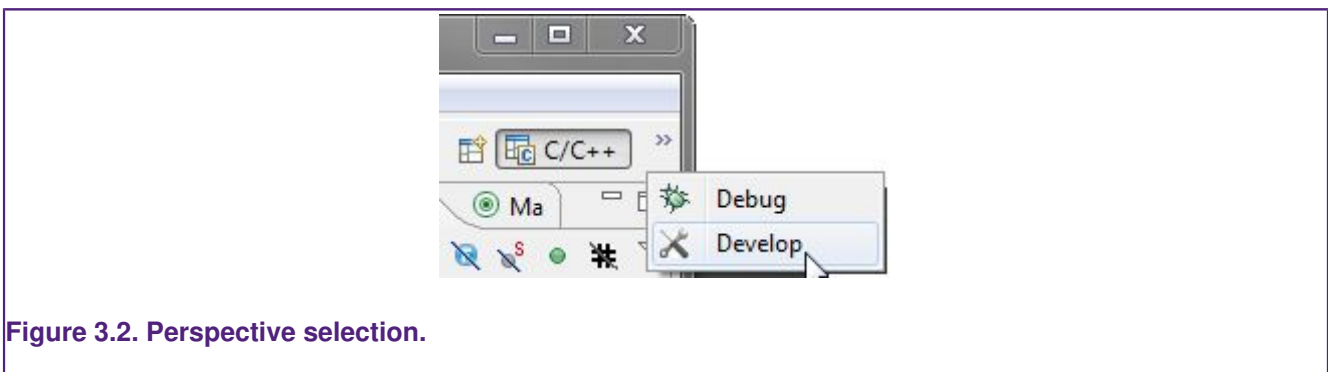 C/C++ »
Ma
Debug
S
Develop
Figure 3.2. Perspective selection.